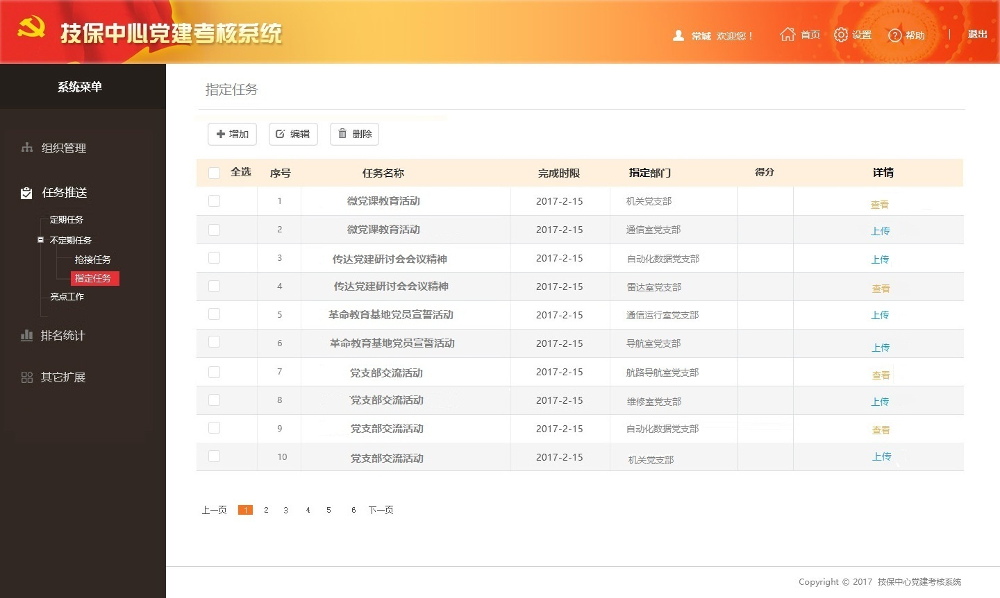 技保中心党建考核系统
常城 欢迎您！ 首页 设置 帮助 退出
系统菜单
组织管理
任务推送
定期任务
不定期任务
抢接任务
指定任务
亮点工作
排名统计
其它扩展
指定任务
增加 编辑 删除
全选 序号 任务名称 完成时限 指定部门 得分 详情
1 微党课教育活动 2017-2-15 机关党支部 查看
2 微党课教育活动 2017-2-15 通信室党支部 上传
3 传达党建研讨会会议精神 2017-2-15 自动化数据党支部 上传
4 传达党建研讨会会议精神 2017-2-15 雷达室党支部 查看
5 革命教育基地党员宣誓活动 2017-2-15 通信运行室党支部 上传
6 革命教育基地党员宣誓活动 2017-2-15 导航室党支部 上传
7 党支部交流活动 2017-2-15 航路导航室党支部 查看
8 党支部交流活动 2017-2-15 维修室党支部 上传
9 党支部交流活动 2017-2-15 自动化数据党支部 查看
10 党支部交流活动 2017-2-15 机关党支部 上传
上一页 1 2 3 4 5 6 下一页
Copyright © 2017 技保中心党建考核系统